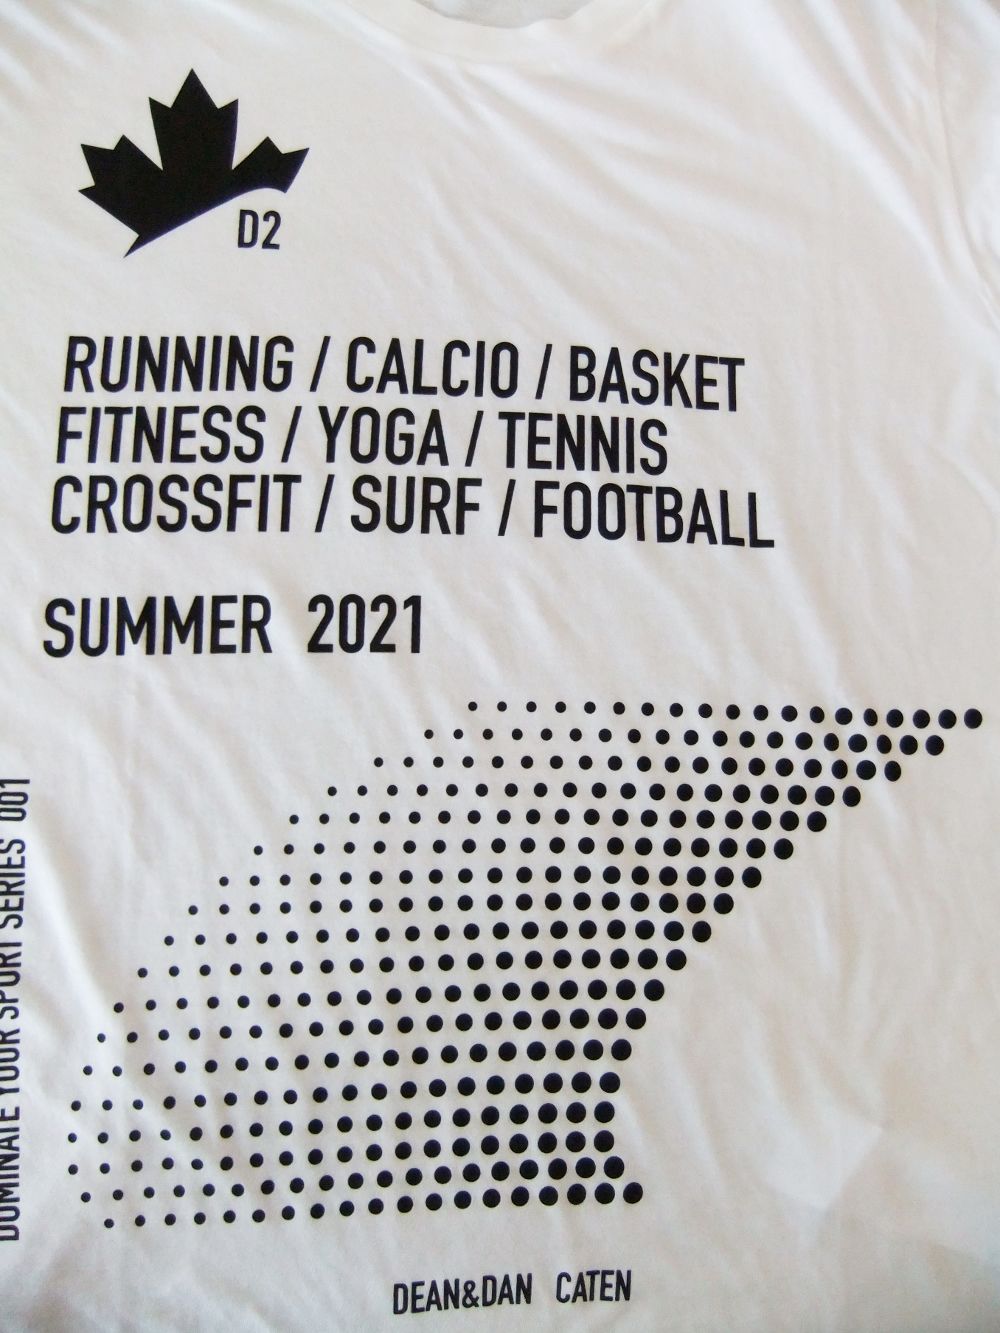 D2
RUNNING / CALCIO / BASKET
FITNESS / YOGA / TENNIS
CROSSFIT / SURF / FOOTBALL
SUMMER 2021
DOMINATE YOUR SPORT SERIES 001
DEAN&DAN CATEN